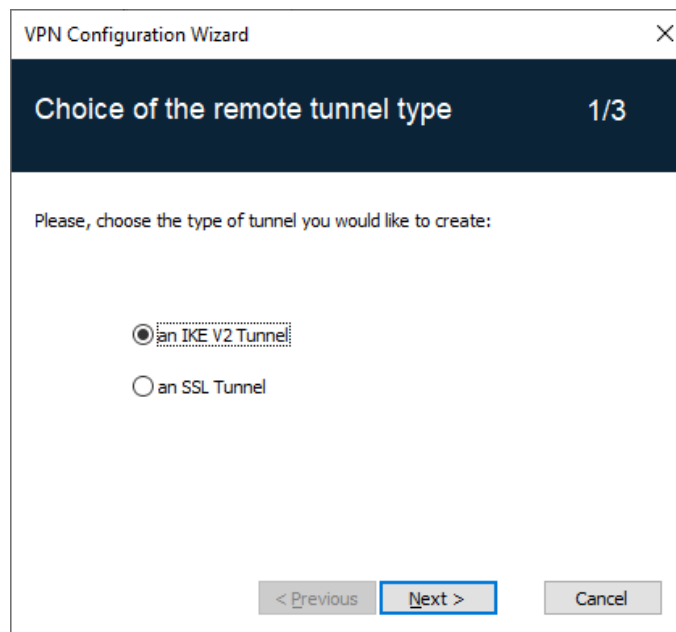 VPN Configuration Wizard
Choice of the remote tunnel type 1/3
Please, choose the type of tunnel you would like to create:
an IKE V2 Tunnel
an SSL Tunnel
< Previous Next > Cancel